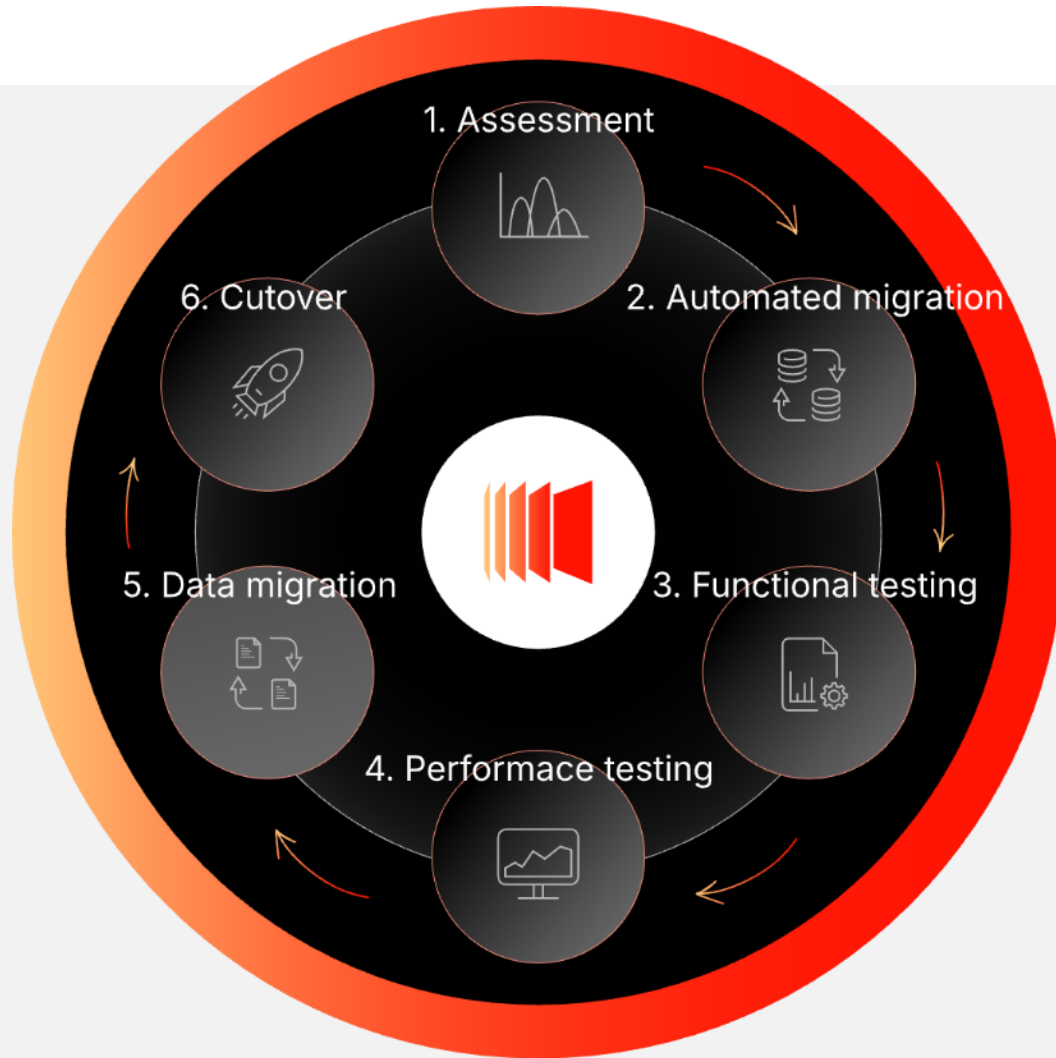 1. Assessment
2. Automated migration
3. Functional testing
4. Performace testing
5. Data migration
6. Cutover